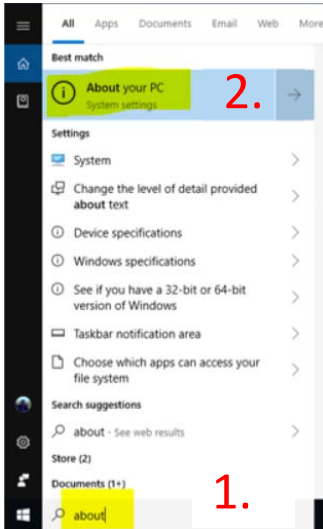 All Apps Documents Email Web More
Best match
About your PC
System settings
2.
Settings
System
Change the level of detail provided
about text
Device specifications
Windows specifications
See if you have a 32-bit or 64-bit
version of Windows
Taskbar notification area
Choose which apps can access your
file system
Search suggestions
about - See web results
Store (2)
Documents (1+)
1.
about